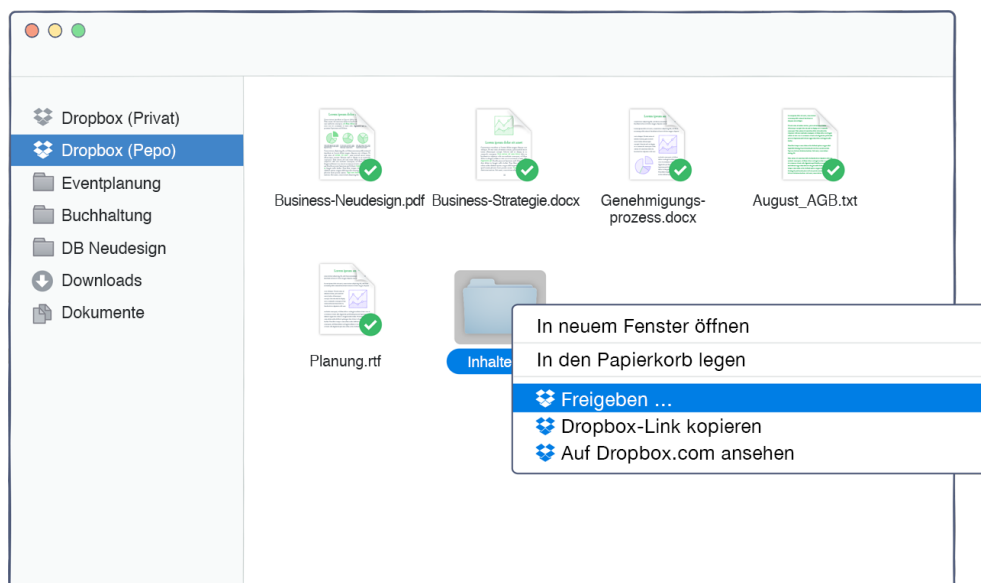 Dropbox (Privat)
Dropbox (Pepo)
Eventplanung
Buchhaltung
DB Neudesign
Downloads
Dokumente
Business-Neudesign.pdf
Business-Strategie.docx
Genehmigungs-
prozess.docx
August_AGB.txt
Planung.rtf
Inhalte
In neuem Fenster öffnen
In den Papierkorb legen
Freigeben ...
Dropbox-Link kopieren
Auf Dropbox.com ansehen